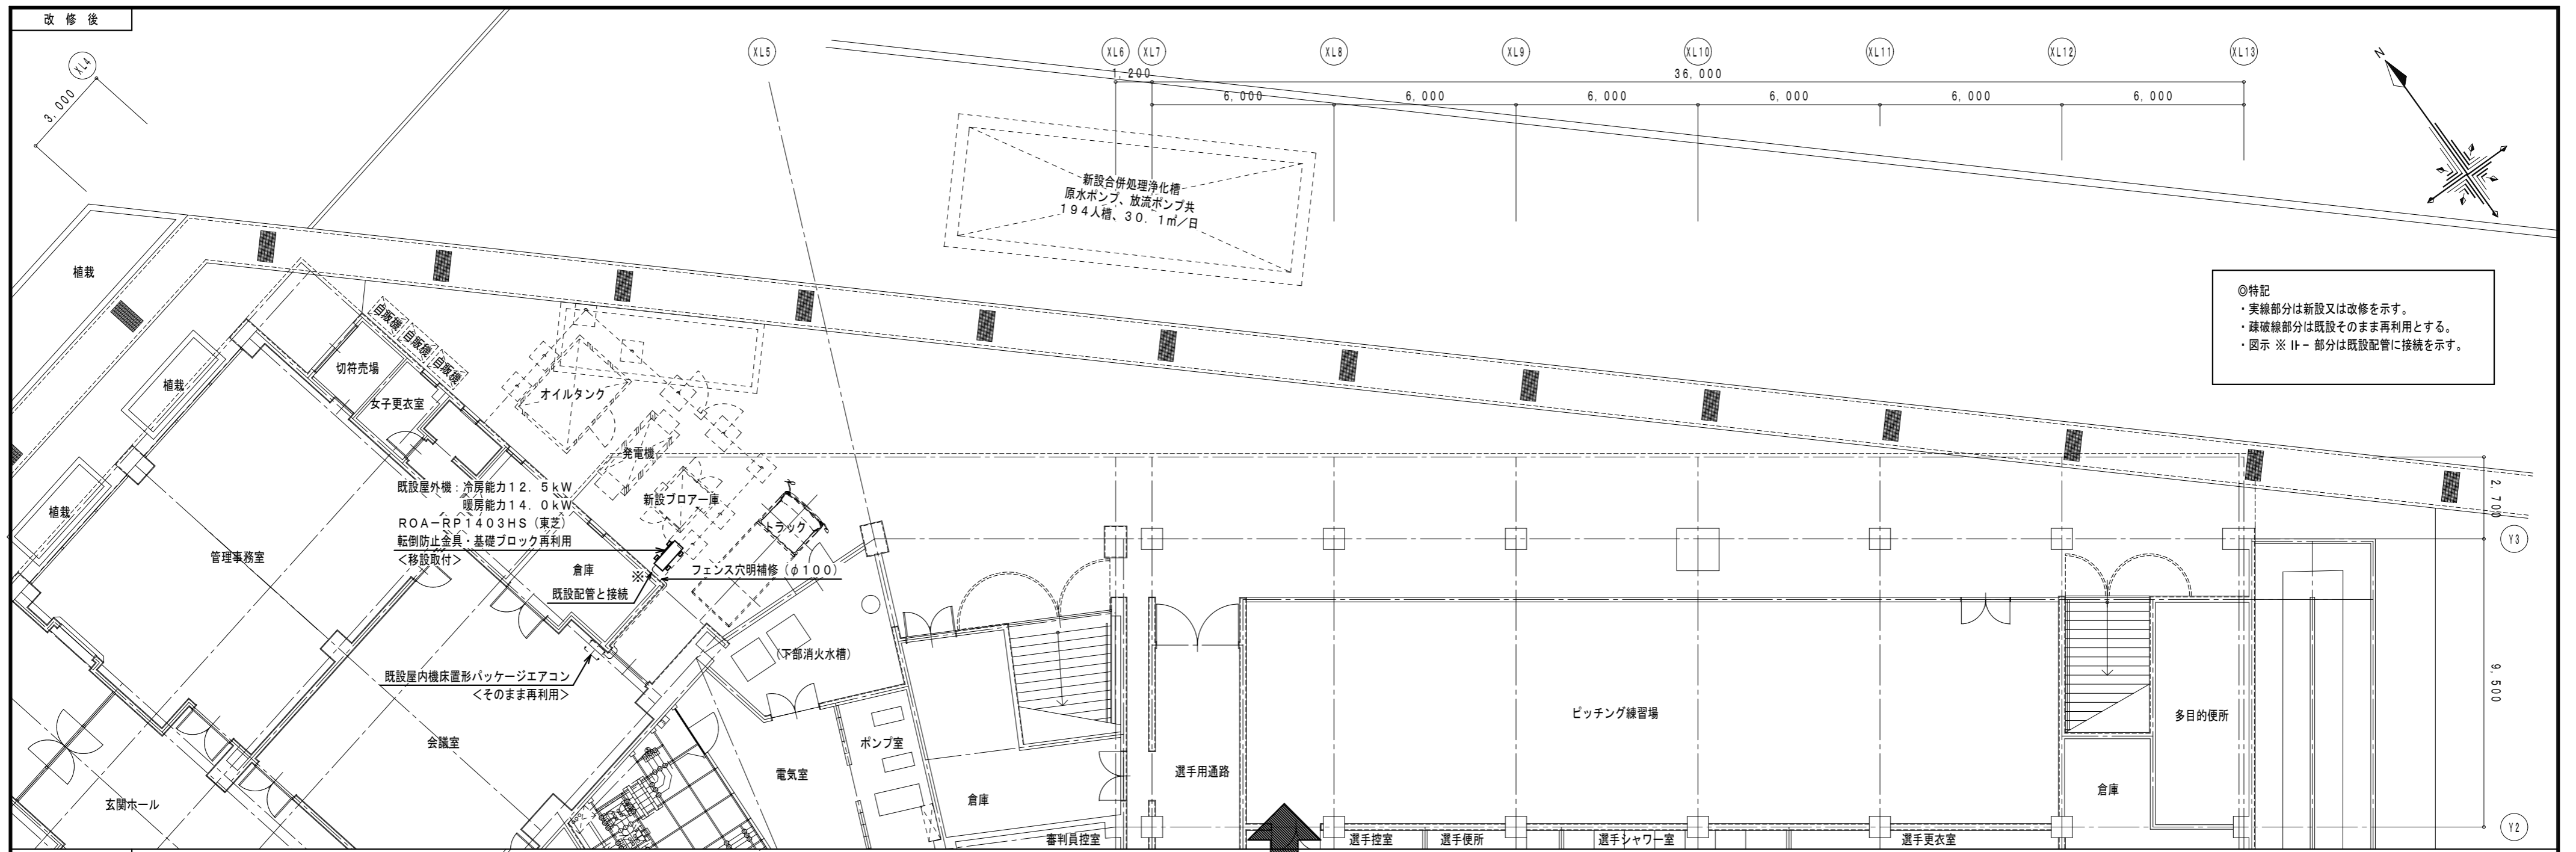 改修後
XL4
XL5
XL6
XL7
XL8
XL9
XL10
XL11
XL12
XL13
N
3,000
1,200
36,000
6,000
6,000
6,000
6,000
6,000
6,000
新設合併処理浄化槽
原水ポンプ、放流ポンプ共
194人槽、30.1㎥/日
◎特記
・実線部分は新設又は改修を示す。
・疎破線部分は既設そのまま再利用とする。
・図示 ※ 部分は既設配管に接続を示す。
植栽
植栽
植栽
自販機
自販機
自販機
切符売場
女子更衣室
オイルタンク
発電機
新設ブロアー庫
トラック
既設屋外機:冷房能力12.5kW
暖房能力14.0kW
ROA-RP1403HS(東芝)
転倒防止金具・基礎ブロック再利用
<移設取付>
管理事務室
倉庫
※
フェンス穴明補修(φ100)
既設配管と接続
既設屋内機床置形パッケージエアコン
<そのまま再利用>
(下部消火水槽)
会議室
玄関ホール
電気室
ポンプ室
倉庫
審判員控室
選手用通路
ピッチング練習場
選手控室
選手便所
選手シャワー室
選手更衣室
倉庫
多目的便所
2,700
9,500
Y3
Y2